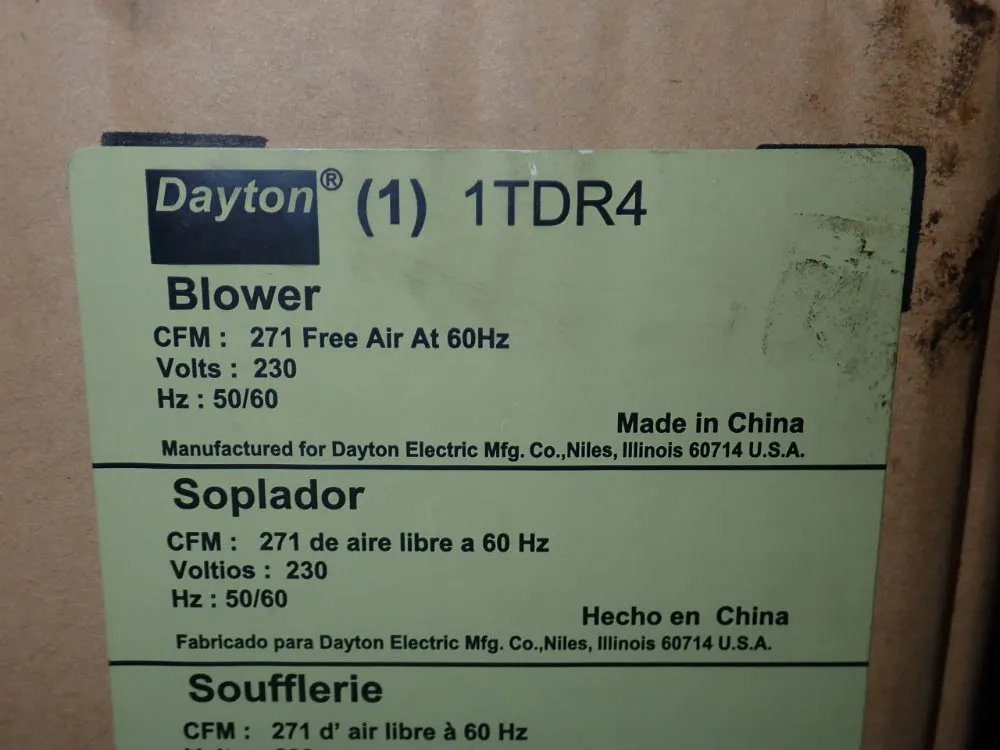 Dayton® (1) 1TDR4
Blower
CFM : 271 Free Air At 60Hz
Volts : 230
Hz : 50/60
Made in China
Manufactured for Dayton Electric Mfg. Co.,Niles, Illinois 60714 U.S.A.
Soplador
CFM : 271 de aire libre a 60 Hz
Voltios : 230
Hz : 50/60
Hecho en China
Fabricado para Dayton Electric Mfg. Co.,Niles, Illinois 60714 U.S.A.
Soufflerie
CFM : 271 d' air libre à 60 Hz